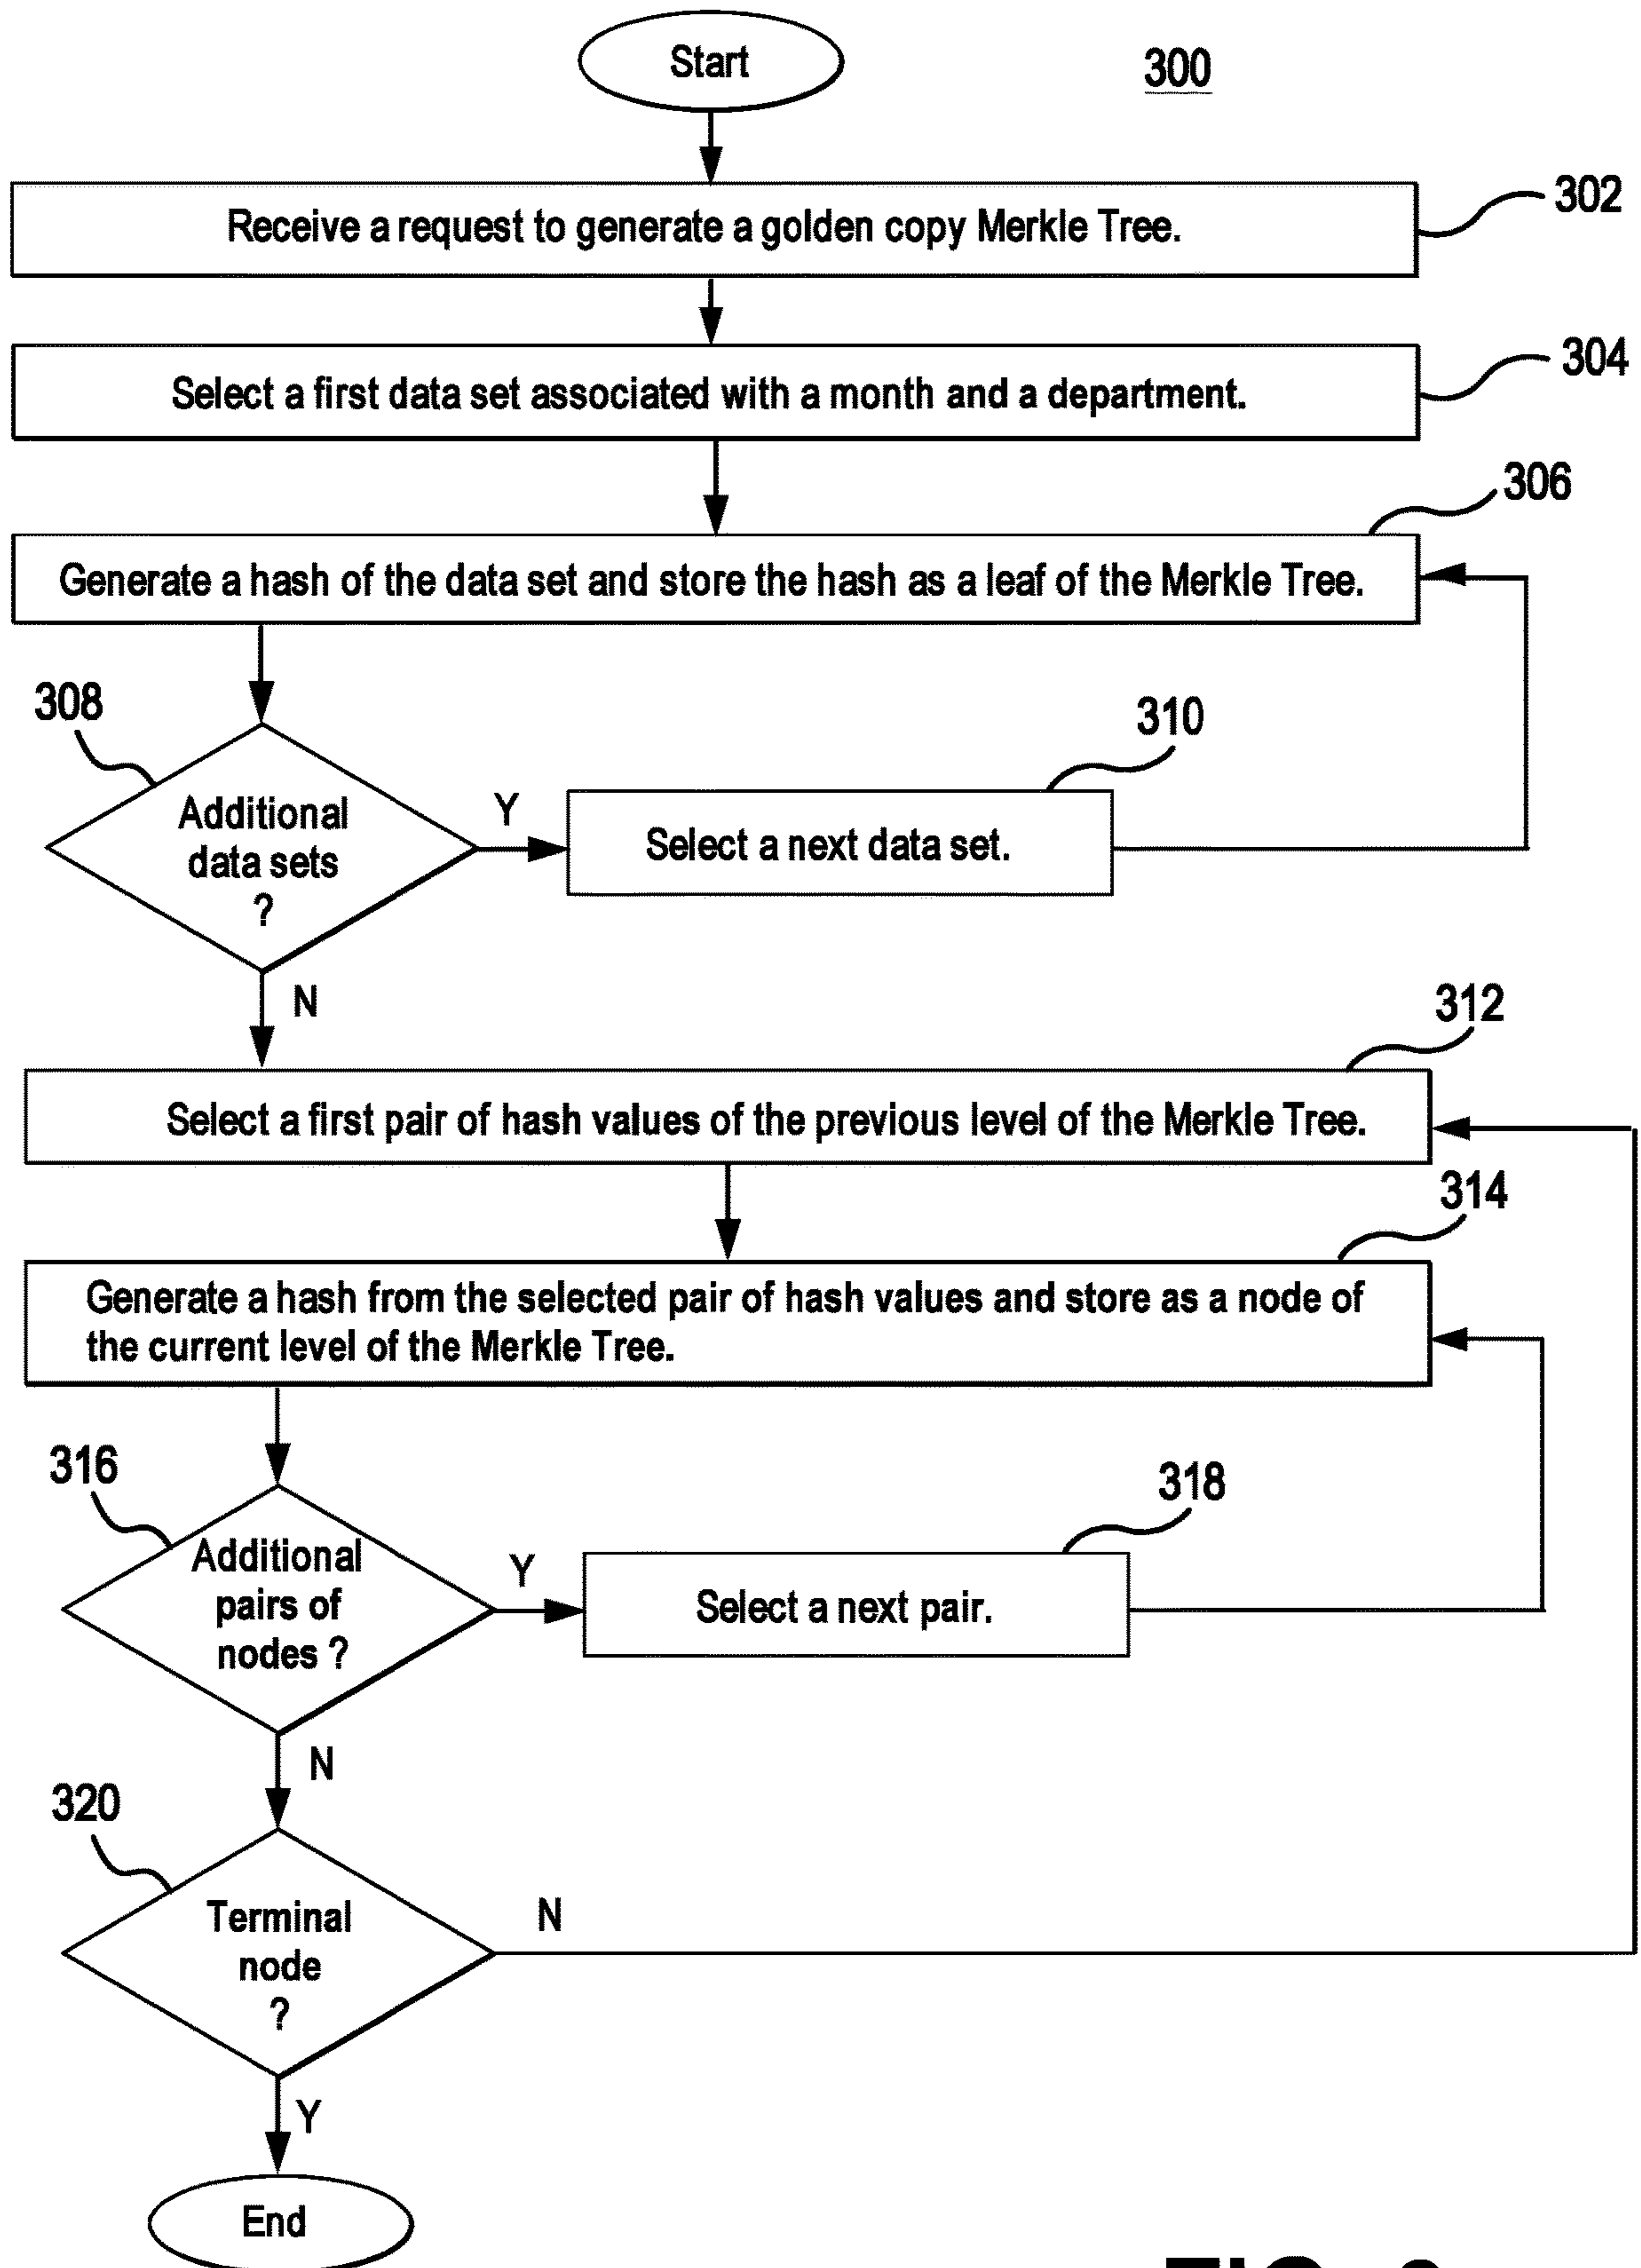 Start
300
Receive a request to generate a golden copy Merkle Tree.
302
Select a first data set associated with a month and a department.
304
306
Generate a hash of the data set and store the hash as a leaf of the Merkle Tree.
308
310
Additional
data sets
?
Y
Select a next data set.
N
312
Select a first pair of hash values of the previous level of the Merkle Tree.
314
Generate a hash from the selected pair of hash values and store as a node of
the current level of the Merkle Tree.
316
318
Additional
pairs of
nodes ?
Y
Select a next pair.
N
320
Terminal
node
?
N
Y
End